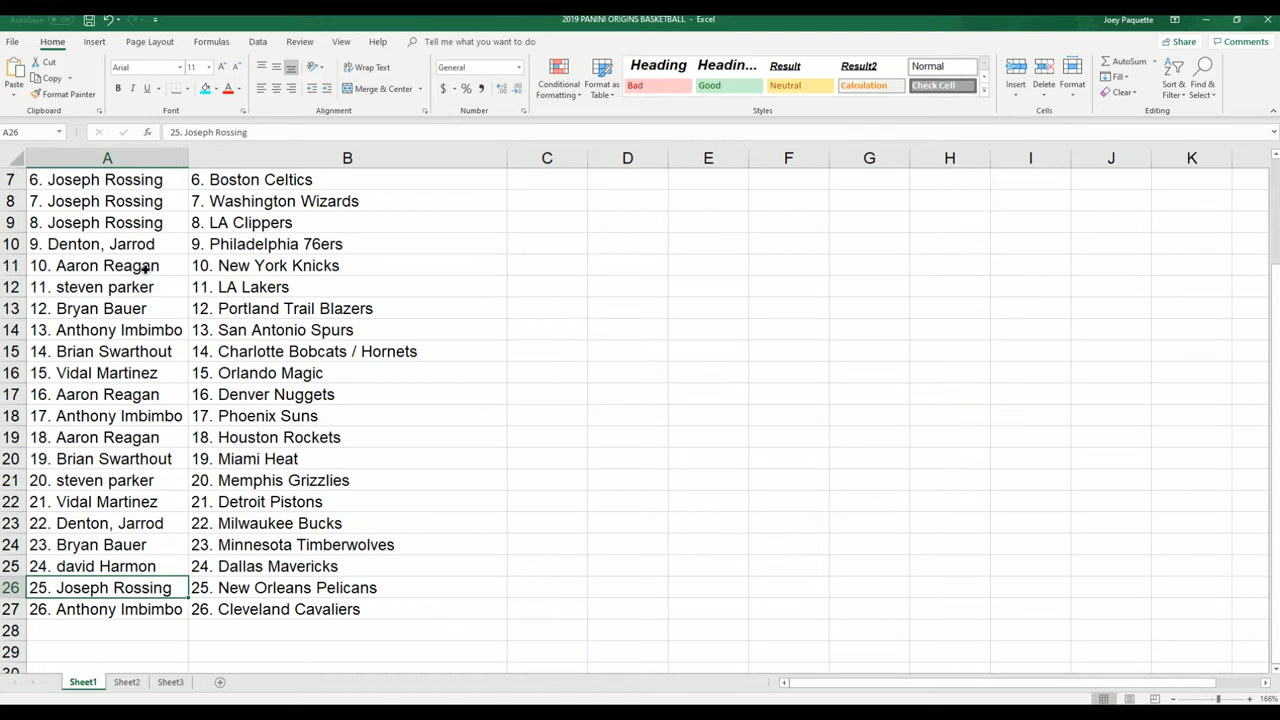 AutoSave Off
2019 PANINI ORIGINS BASKETBALL - Excel
Joey Paquette
File Home Insert Page Layout Formulas Data Review View Help Tell me what you want to do
Share Comments
Paste
Cut
Copy
Format Painter
Clipboard
Arial 11
B I U
Font
Wrap Text
Merge & Center
Alignment
General
$ % ,
Number
Conditional Formatting
Format as Table
Heading Headin... Result Result2 Normal
Bad Good Neutral Calculation Check Cell
Styles
Insert Delete Format
Cells
AutoSum
Fill
Clear
Sort & Filter
Find & Select
Editing
A26 fx 25. Joseph Rossing
A B C D E F G H I J K
7 6. Joseph Rossing 6. Boston Celtics
8 7. Joseph Rossing 7. Washington Wizards
9 8. Joseph Rossing 8. LA Clippers
10 9. Denton, Jarrod 9. Philadelphia 76ers
11 10. Aaron Reagan 10. New York Knicks
12 11. steven parker 11. LA Lakers
13 12. Bryan Bauer 12. Portland Trail Blazers
14 13. Anthony Imbimbo 13. San Antonio Spurs
15 14. Brian Swarthout 14. Charlotte Bobcats / Hornets
16 15. Vidal Martinez 15. Orlando Magic
17 16. Aaron Reagan 16. Denver Nuggets
18 17. Anthony Imbimbo 17. Phoenix Suns
19 18. Aaron Reagan 18. Houston Rockets
20 19. Brian Swarthout 19. Miami Heat
21 20. steven parker 20. Memphis Grizzlies
22 21. Vidal Martinez 21. Detroit Pistons
23 22. Denton, Jarrod 22. Milwaukee Bucks
24 23. Bryan Bauer 23. Minnesota Timberwolves
25 24. david Harmon 24. Dallas Mavericks
26 25. Joseph Rossing 25. New Orleans Pelicans
27 26. Anthony Imbimbo 26. Cleveland Cavaliers
28
29
30
Sheet1 Sheet2 Sheet3
166%